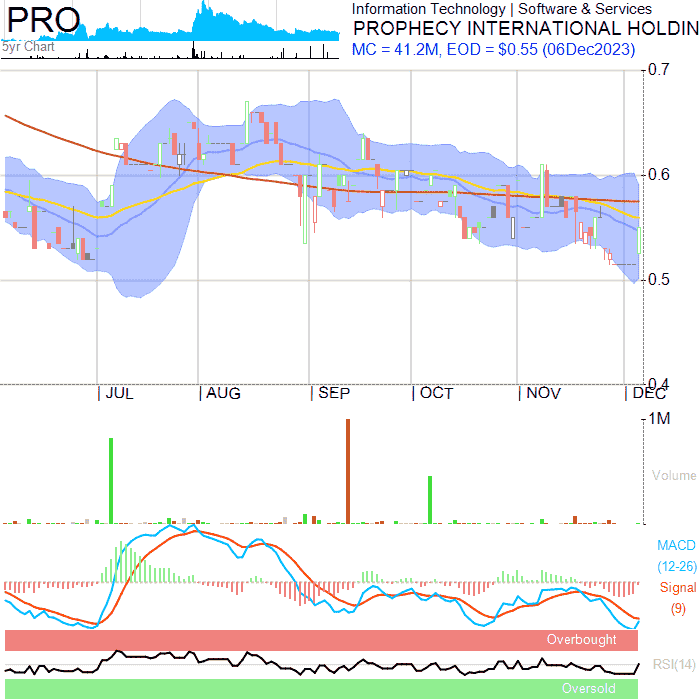 PRO
5yr Chart
Information Technology | Software & Services
PROPHECY INTERNATIONAL HOLDIN
MC = 41.2M, EOD = $0.55 (06Dec2023)
0.7
0.6
0.5
0.4
JUL AUG SEP OCT NOV DEC
1M
Volume
MACD
(12-26)
Signal
(9)
Overbought
RSI(14)
Oversold